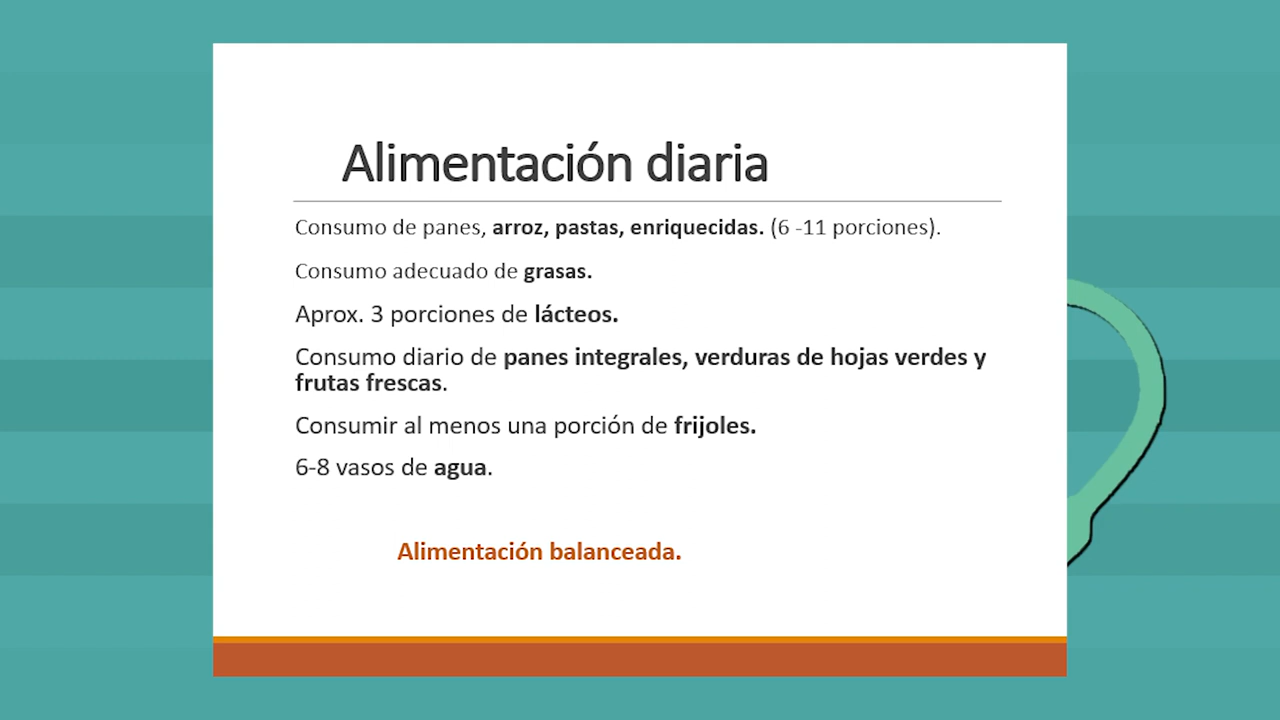 Alimentación diaria
Consumo de panes, arroz, pastas, enriquecidas. (6 -11 porciones).
Consumo adecuado de grasas.
Aprox. 3 porciones de lácteos.
Consumo diario de panes integrales, verduras de hojas verdes y
frutas frescas.
Consumir al menos una porción de frijoles.
6-8 vasos de agua.
Alimentación balanceada.